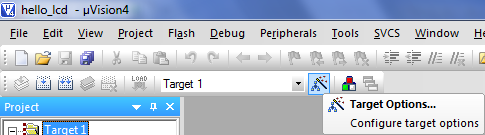 hello_lcd - µVision4
File Edit View Project Flash Debug Peripherals Tools SVCS Window He
LOAD Target 1
Project
Target 1
Target Options...
Configure target options